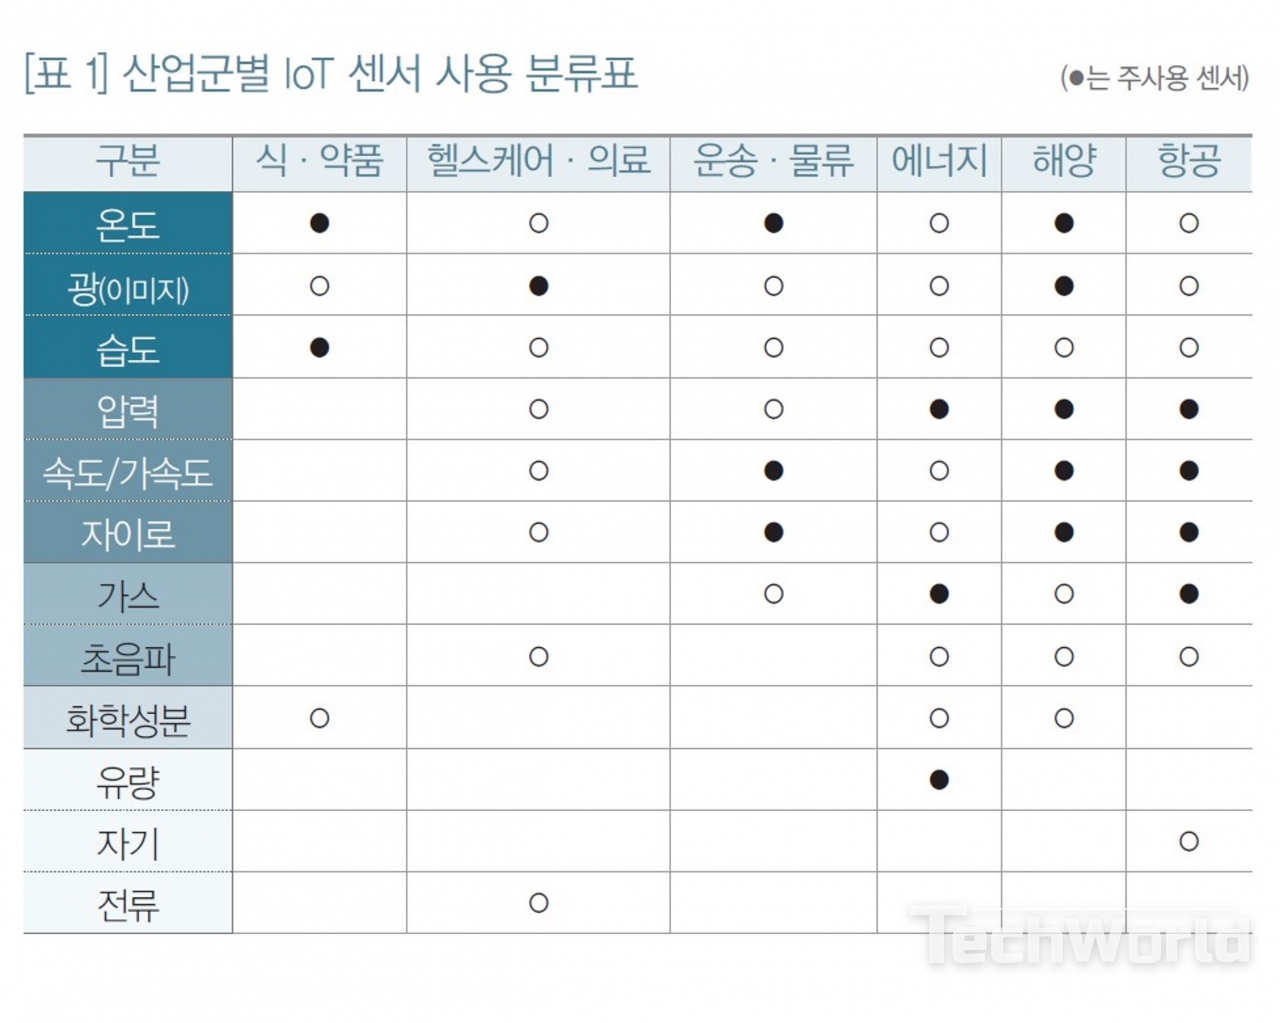 [표 1] 산업군별 IoT 센서 사용 분류표
(●는 주사용 센서)
구분 식·약품 헬스케어·의료 운송·물류 에너지 해양 항공
온도 ● ○ ● ○ ● ○
광(이미지) ○ ● ○ ○ ● ○
습도 ● ○ ○ ○ ○ ○
압력 ○ ○ ● ● ●
속도/가속도 ○ ● ○ ● ●
자이로 ○ ● ○ ● ●
가스 ○ ● ○ ●
초음파 ○ ○ ○ ○
화학성분 ○ ○ ○
유량 ●
자기 ○
전류 ○
TechWorld